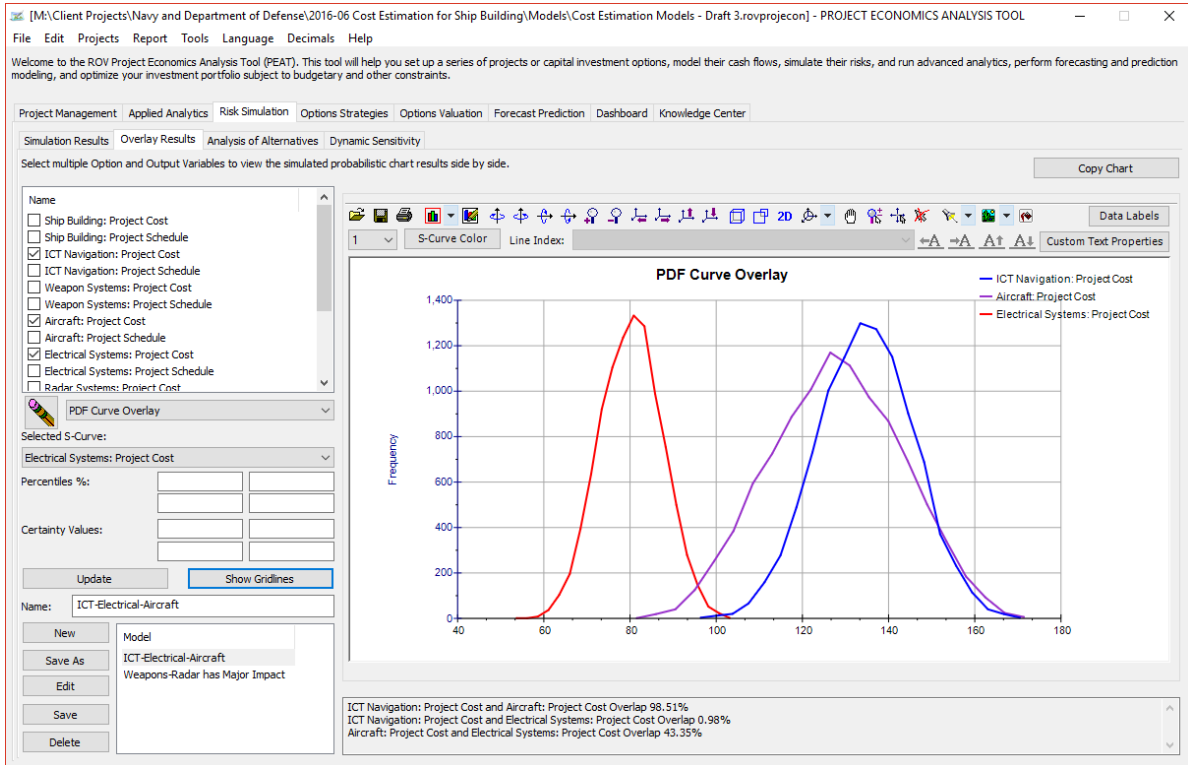 [M:\Client Projects\Navy and Department of Defense\2016-06 Cost Estimation for Ship Building\Models\Cost Estimation Models - Draft 3.rovprojecon] - PROJECT ECONOMICS ANALYSIS TOOL
File Edit Projects Report Tools Language Decimals Help
Welcome to the ROV Project Economics Analysis Tool (PEAT). This tool will help you set up a series of projects or capital investment options, model their cash flows, simulate their risks, and run advanced analytics, perform forecasting and prediction
modeling, and optimize your investment portfolio subject to budgetary and other constraints.
Project Management Applied Analytics Risk Simulation Options Strategies Options Valuation Forecast Prediction Dashboard Knowledge Center
Simulation Results Overlay Results Analysis of Alternatives Dynamic Sensitivity
Select multiple Option and Output Variables to view the simulated probabilistic chart results side by side.
Copy Chart
Name
Ship Building: Project Cost
Ship Building: Project Schedule
ICT Navigation: Project Cost
ICT Navigation: Project Schedule
Weapon Systems: Project Cost
Weapon Systems: Project Schedule
Aircraft: Project Cost
Aircraft: Project Schedule
Electrical Systems: Project Cost
Electrical Systems: Project Schedule
Radar Systems: Project Cost
PDF Curve Overlay
Selected S-Curve:
Electrical Systems: Project Cost
Percentiles %:
Certainty Values:
Update Show Gridlines
Name: ICT-Electrical-Aircraft
New
Save As
Edit
Save
Delete
Model
ICT-Electrical-Aircraft
Weapons-Radar has Major Impact
2D Data Labels
1 S-Curve Color Line Index: ←A →A A↑ A↓ Custom Text Properties
PDF Curve Overlay
ICT Navigation: Project Cost
Aircraft: Project Cost
Electrical Systems: Project Cost
Frequency
1,400
1,200
1,000
800
600
400
200
0
40 60 80 100 120 140 160 180
ICT Navigation: Project Cost and Aircraft: Project Cost Overlap 98.51%
ICT Navigation: Project Cost and Electrical Systems: Project Cost Overlap 0.98%
Aircraft: Project Cost and Electrical Systems: Project Cost Overlap 43.35%